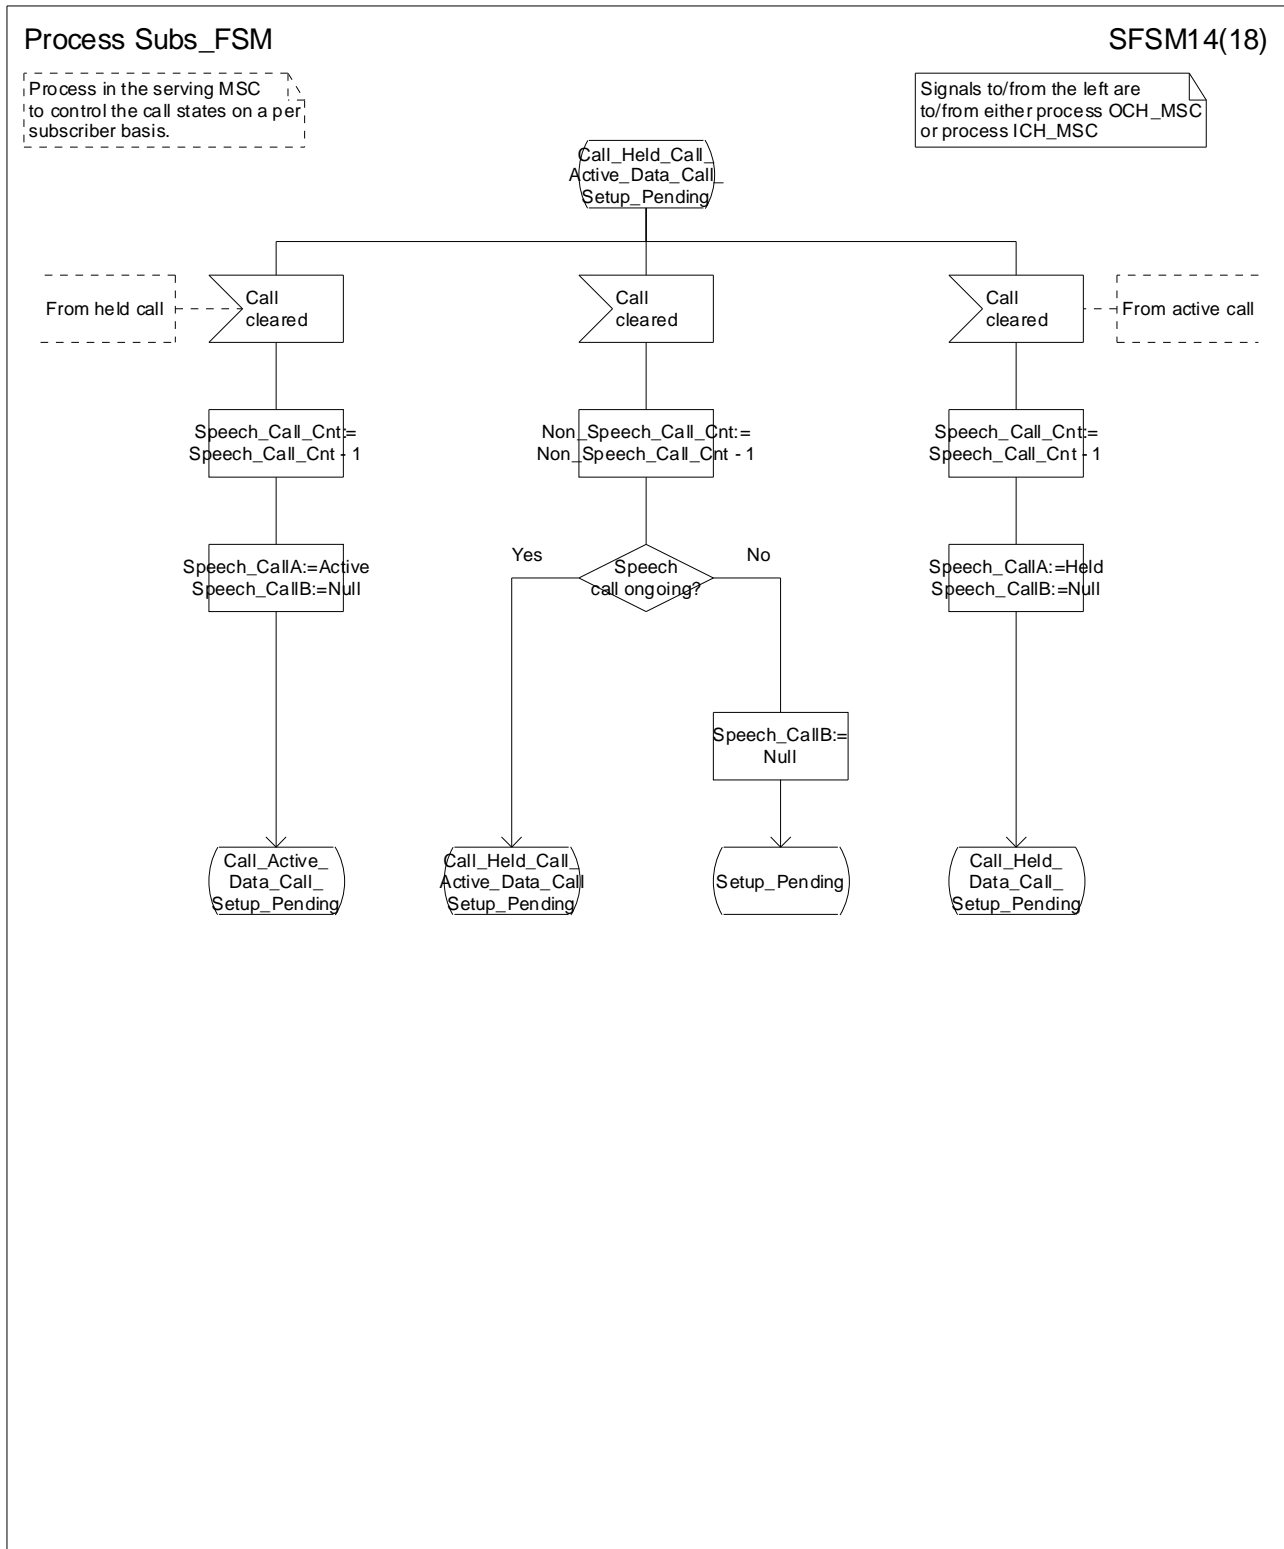 Process Subs_FSM
SFSM14(18)
Process in the serving MSC
to control the call states on a per
subscriber basis.
Signals to/from the left are
to/from either process OCH_MSC
or process ICH_MSC
Call_Held_Call_
Active_Data_Call_
Setup_Pending
From held call
Call
cleared
Call
cleared
Call
cleared
From active call
Speech_Call_Cnt:=
Speech_Call_Cnt - 1
Non_Speech_Call_Cnt:=
Non_Speech_Call_Cnt - 1
Speech_Call_Cnt:=
Speech_Call_Cnt - 1
Speech_CallA:=Active
Speech_CallB:=Null
Yes
Speech
call ongoing?
No
Speech_CallA:=Held
Speech_CallB:=Null
Speech_CallB:=
Null
Call_Active_
Data_Call_
Setup_Pending
Call_Held_Call_
Active_Data_Call
Setup_Pending
Setup_Pending
Call_Held_
Data_Call_
Setup_Pending